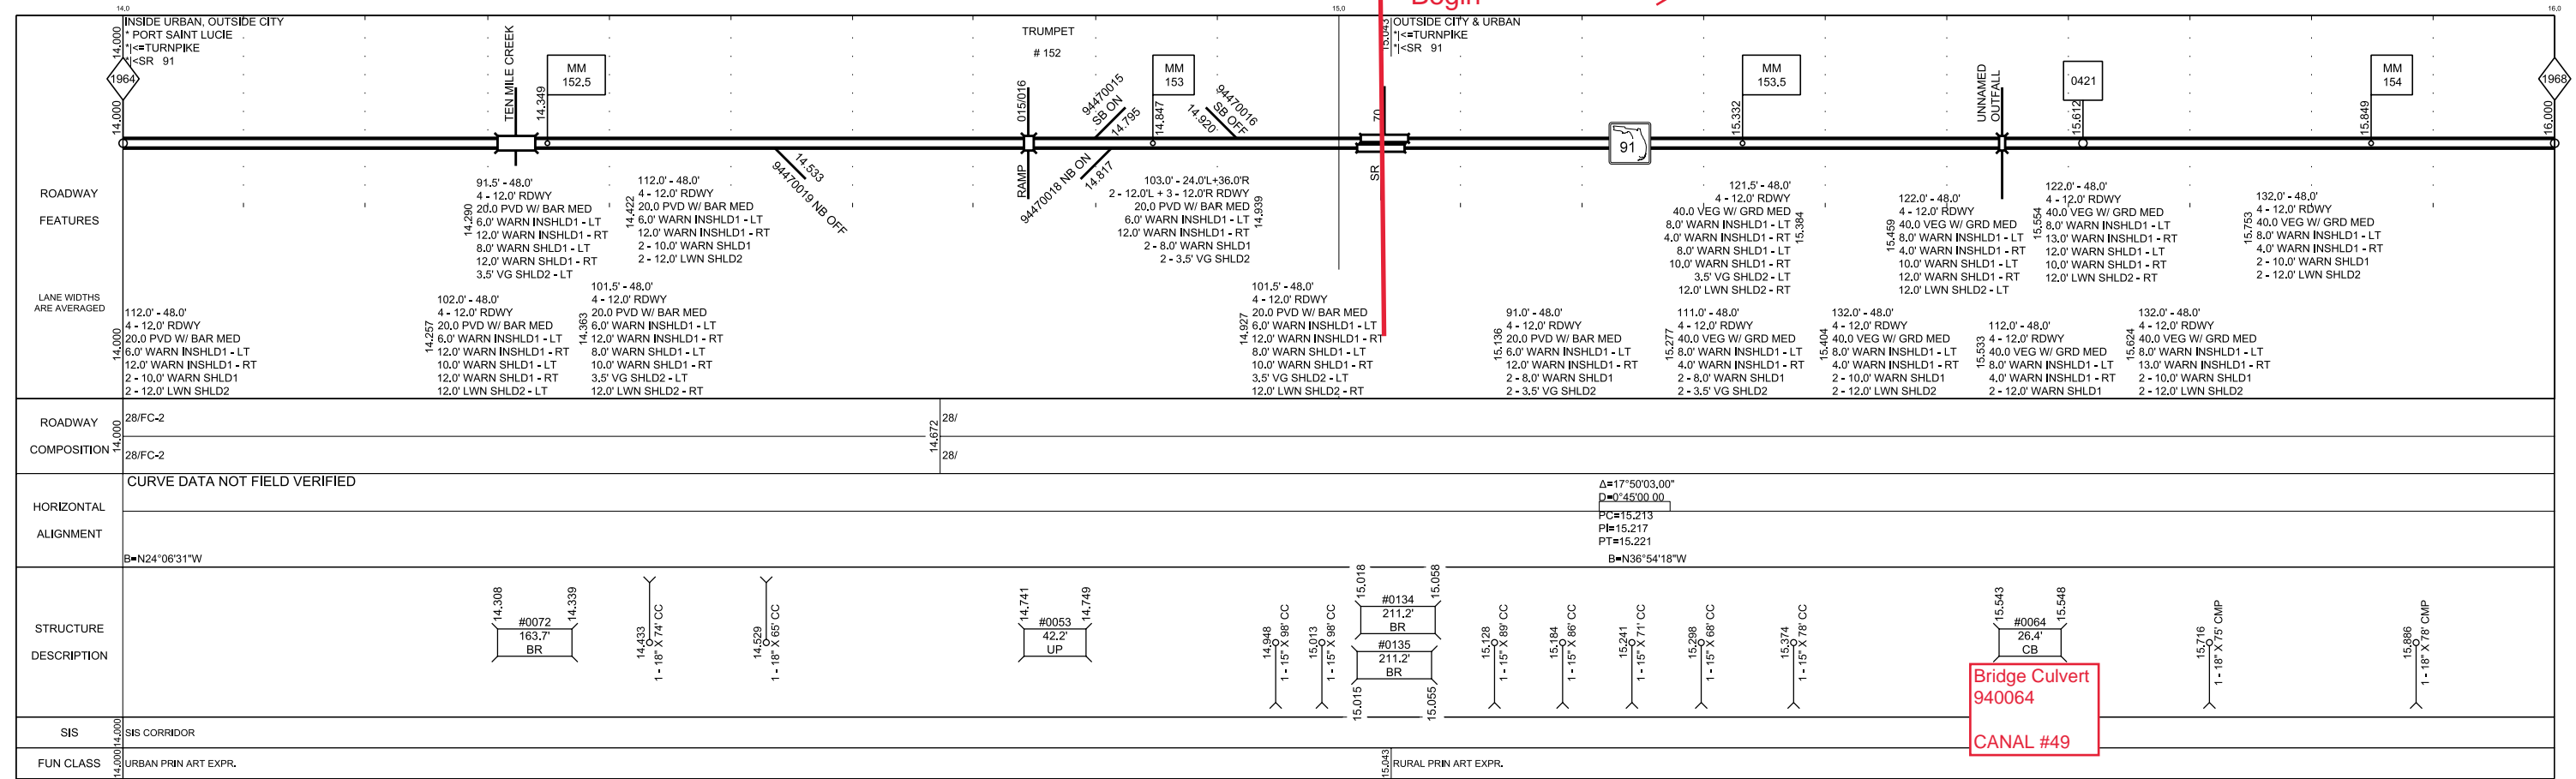 14.0
15.0
16.0
Begin
>
14.000
INSIDE URBAN, OUTSIDE CITY
* PORT SAINT LUCIE
*|<=TURNPIKE
*|<SR 91
1964
14.000
TEN MILE CREEK
14.349
MM
152.5
TRUMPET
# 152
015/016
RAMP
94470015
SB ON
14.795
14.847
MM
153
94470016
SB OFF
14.920
15.043
OUTSIDE CITY & URBAN
*|<=TURNPIKE
*|<SR 91
70
SR
91
15.332
MM
153.5
UNNAMED
OUTFALL
0421
15.612
MM
154
15.849
1968
16.000
14.533
94470019 NB OFF
94470018 NB ON
14.817
ROADWAY
FEATURES
LANE WIDTHS
ARE AVERAGED
14.290
91.5' - 48.0'
4 - 12.0' RDWY
20.0 PVD W/ BAR MED
6.0' WARN INSHLD1 - LT
12.0' WARN INSHLD1 - RT
8.0' WARN SHLD1 - LT
12.0' WARN SHLD1 - RT
3.5' VG SHLD2 - LT
14.422
112.0' - 48.0'
4 - 12.0' RDWY
20.0 PVD W/ BAR MED
6.0' WARN INSHLD1 - LT
12.0' WARN INSHLD1 - RT
2 - 10.0' WARN SHLD1
2 - 12.0' LWN SHLD2
103.0' - 24.0'L+36.0'R
2 - 12.0'L + 3 - 12.0'R RDWY
20.0 PVD W/ BAR MED
6.0' WARN INSHLD1 - LT
12.0' WARN INSHLD1 - RT
2 - 8.0' WARN SHLD1
2 - 3.5' VG SHLD2
14.939
121.5' - 48.0'
4 - 12.0' RDWY
40.0 VEG W/ GRD MED
8.0' WARN INSHLD1 - LT
4.0' WARN INSHLD1 - RT
8.0' WARN SHLD1 - LT
10.0' WARN SHLD1 - RT
3.5' VG SHLD2 - LT
12.0' LWN SHLD2 - RT
15.384
15.459
122.0' - 48.0'
4 - 12.0' RDWY
40.0 VEG W/ GRD MED
8.0' WARN INSHLD1 - LT
4.0' WARN INSHLD1 - RT
10.0' WARN SHLD1 - LT
12.0' WARN SHLD1 - RT
12.0' LWN SHLD2 - LT
15.554
122.0' - 48.0'
4 - 12.0' RDWY
40.0 VEG W/ GRD MED
8.0' WARN INSHLD1 - LT
13.0' WARN INSHLD1 - RT
12.0' WARN SHLD1 - LT
10.0' WARN SHLD1 - RT
12.0' LWN SHLD2 - RT
15.753
132.0' - 48.0'
4 - 12.0' RDWY
40.0 VEG W/ GRD MED
8.0' WARN INSHLD1 - LT
4.0' WARN INSHLD1 - RT
2 - 10.0' WARN SHLD1
2 - 12.0' LWN SHLD2
14.000
112.0' - 48.0'
4 - 12.0' RDWY
20.0 PVD W/ BAR MED
6.0' WARN INSHLD1 - LT
12.0' WARN INSHLD1 - RT
2 - 10.0' WARN SHLD1
2 - 12.0' LWN SHLD2
14.257
102.0' - 48.0'
4 - 12.0' RDWY
20.0 PVD W/ BAR MED
6.0' WARN INSHLD1 - LT
12.0' WARN INSHLD1 - RT
10.0' WARN SHLD1 - LT
12.0' WARN SHLD1 - RT
12.0' LWN SHLD2 - LT
14.363
101.5' - 48.0'
4 - 12.0' RDWY
20.0 PVD W/ BAR MED
6.0' WARN INSHLD1 - LT
12.0' WARN INSHLD1 - RT
8.0' WARN SHLD1 - LT
10.0' WARN SHLD1 - RT
3.5' VG SHLD2 - LT
12.0' LWN SHLD2 - RT
14.927
101.5' - 48.0'
4 - 12.0' RDWY
20.0 PVD W/ BAR MED
6.0' WARN INSHLD1 - LT
12.0' WARN INSHLD1 - RT
8.0' WARN SHLD1 - LT
10.0' WARN SHLD1 - RT
3.5' VG SHLD2 - LT
12.0' LWN SHLD2 - RT
15.136
91.0' - 48.0'
4 - 12.0' RDWY
20.0 PVD W/ BAR MED
6.0' WARN INSHLD1 - LT
12.0' WARN INSHLD1 - RT
2 - 8.0' WARN SHLD1
2 - 3.5' VG SHLD2
15.277
111.0' - 48.0'
4 - 12.0' RDWY
40.0 VEG W/ GRD MED
8.0' WARN INSHLD1 - LT
4.0' WARN INSHLD1 - RT
2 - 8.0' WARN SHLD1
2 - 3.5' VG SHLD2
15.404
132.0' - 48.0'
4 - 12.0' RDWY
40.0 VEG W/ GRD MED
8.0' WARN INSHLD1 - LT
4.0' WARN INSHLD1 - RT
2 - 10.0' WARN SHLD1
2 - 12.0' LWN SHLD2
15.533
112.0' - 48.0'
4 - 12.0' RDWY
40.0 VEG W/ GRD MED
8.0' WARN INSHLD1 - LT
4.0' WARN INSHLD1 - RT
2 - 12.0' WARN SHLD1
15.624
132.0' - 48.0'
4 - 12.0' RDWY
40.0 VEG W/ GRD MED
8.0' WARN INSHLD1 - LT
13.0' WARN INSHLD1 - RT
2 - 10.0' WARN SHLD1
2 - 12.0' LWN SHLD2
ROADWAY
COMPOSITION
14.000
28/FC-2
28/FC-2
14.672
28/
28/
HORIZONTAL
ALIGNMENT
CURVE DATA NOT FIELD VERIFIED
B=N24°06'31"W
Δ=17°50'03.00"
D=0°45'00 00
PC=15.213
PI=15.217
PT=15.221
B=N36°54'18"W
STRUCTURE
DESCRIPTION
14.308
14.339
#0072
163.7'
BR
14.433
1 - 18" X 74' CC
14.529
1 - 18" X 65' CC
14.741
14.749
#0053
42.2'
UP
14.948
1 - 15" X 98' CC
15.013
1 - 15" X 98' CC
15.018
15.058
#0134
211.2'
BR
#0135
211.2'
BR
15.015
15.055
15.128
1 - 15" X 89' CC
15.184
1 - 15" X 86' CC
15.241
1 - 15" X 71' CC
15.298
1 - 15" X 68' CC
15.374
1 - 15" X 78' CC
15.543
15.548
#0064
26.4'
CB
Bridge Culvert
940064
CANAL #49
15.716
1 - 18" X 75' CMP
15.886
1 - 18" X 78' CMP
SIS
14.000
SIS CORRIDOR
FUN CLASS
14.000
URBAN PRIN ART EXPR.
15.043
RURAL PRIN ART EXPR.